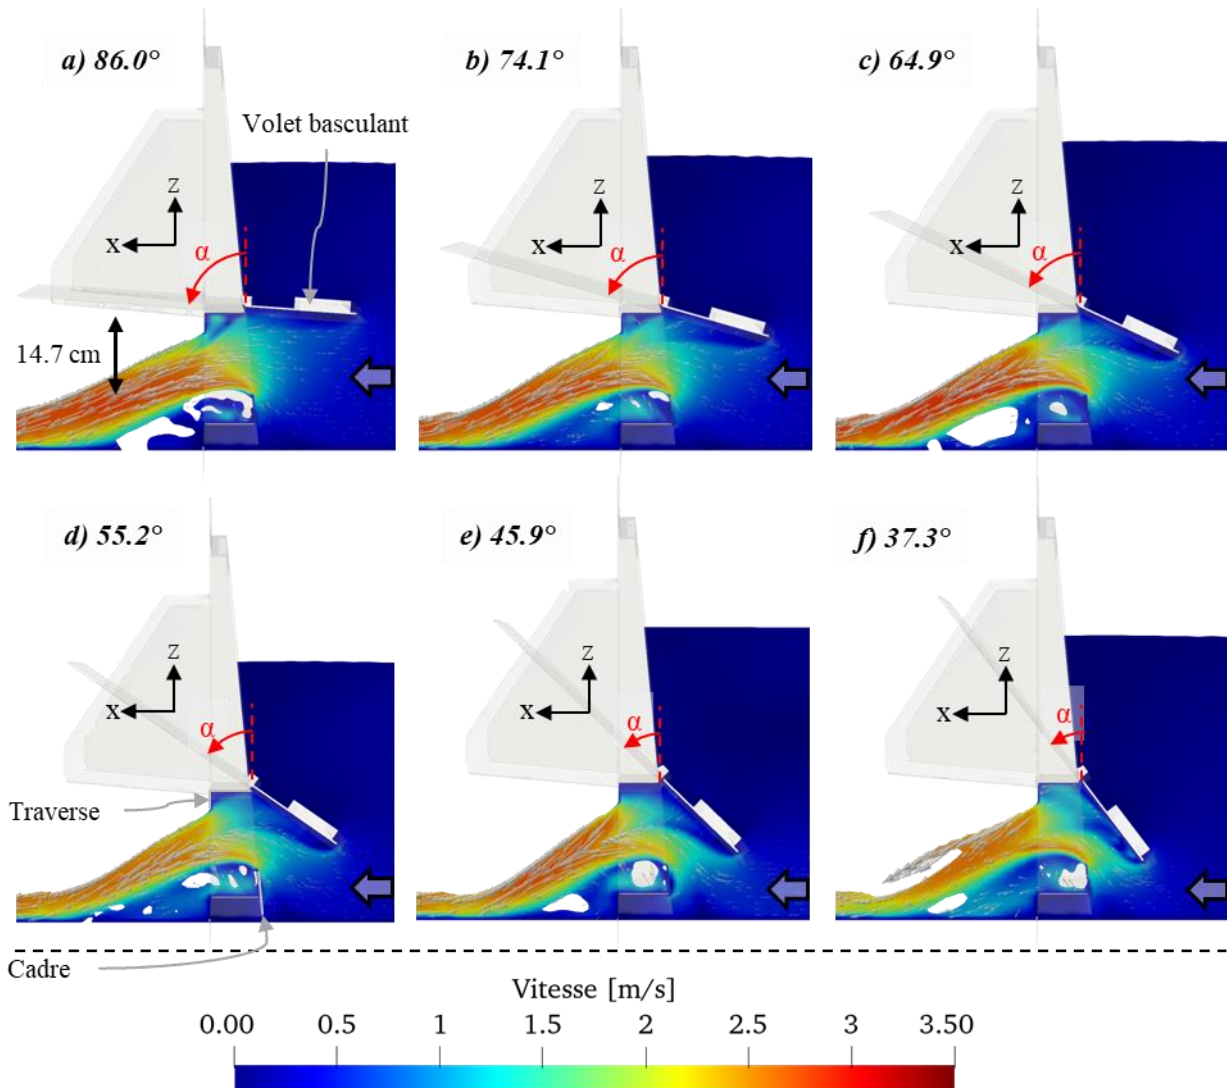 a) 86.0°
b) 74.1°
c) 64.9°
Volet basculant
Z
X
α
Z
X
α
Z
X
α
14.7 cm
d) 55.2°
e) 45.9°
f) 37.3°
Z
X
α
Z
X
α
Z
X
α
Traverse
Cadre
Vitesse [m/s]
0.00 0.5 1 1.5 2 2.5 3 3.50